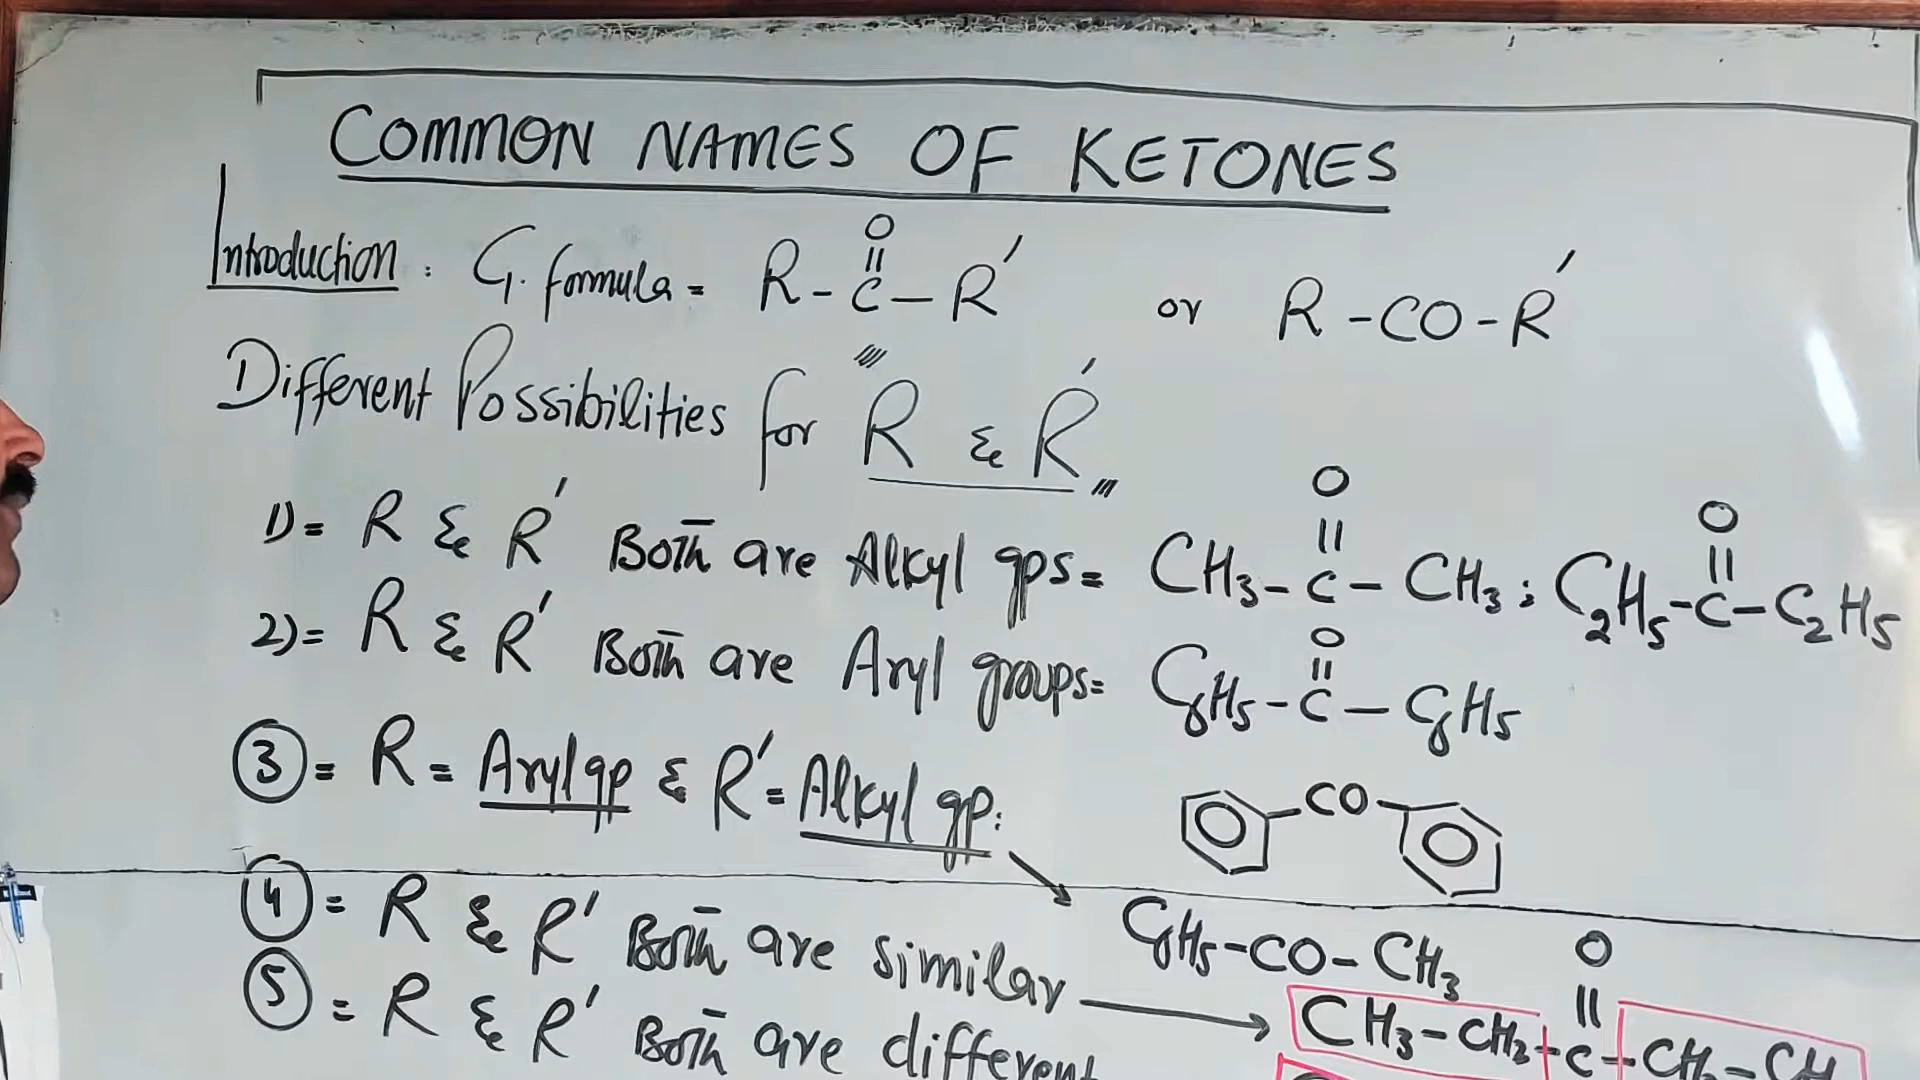 COMMON NAMES OF KETONES
Introduction : G. formula = R - C - R' or R - CO - R'
O
||
Different Possibilities for R & R'
1) = R & R' Both are Alkyl gps = CH3 - C - CH3 ; C2H5 - C - C2H5
O O
|| ||
2) = R & R' Both are Aryl groups = C6H5 - C - C6H5
O
||
CO
3 = R = Aryl gp & R' = Alkyl gp :
C6H5 - CO - CH3
4 = R & R' Both are similar
O
||
CH3 - CH2 - C - CH2 - CH
5 = R & R' Both are different